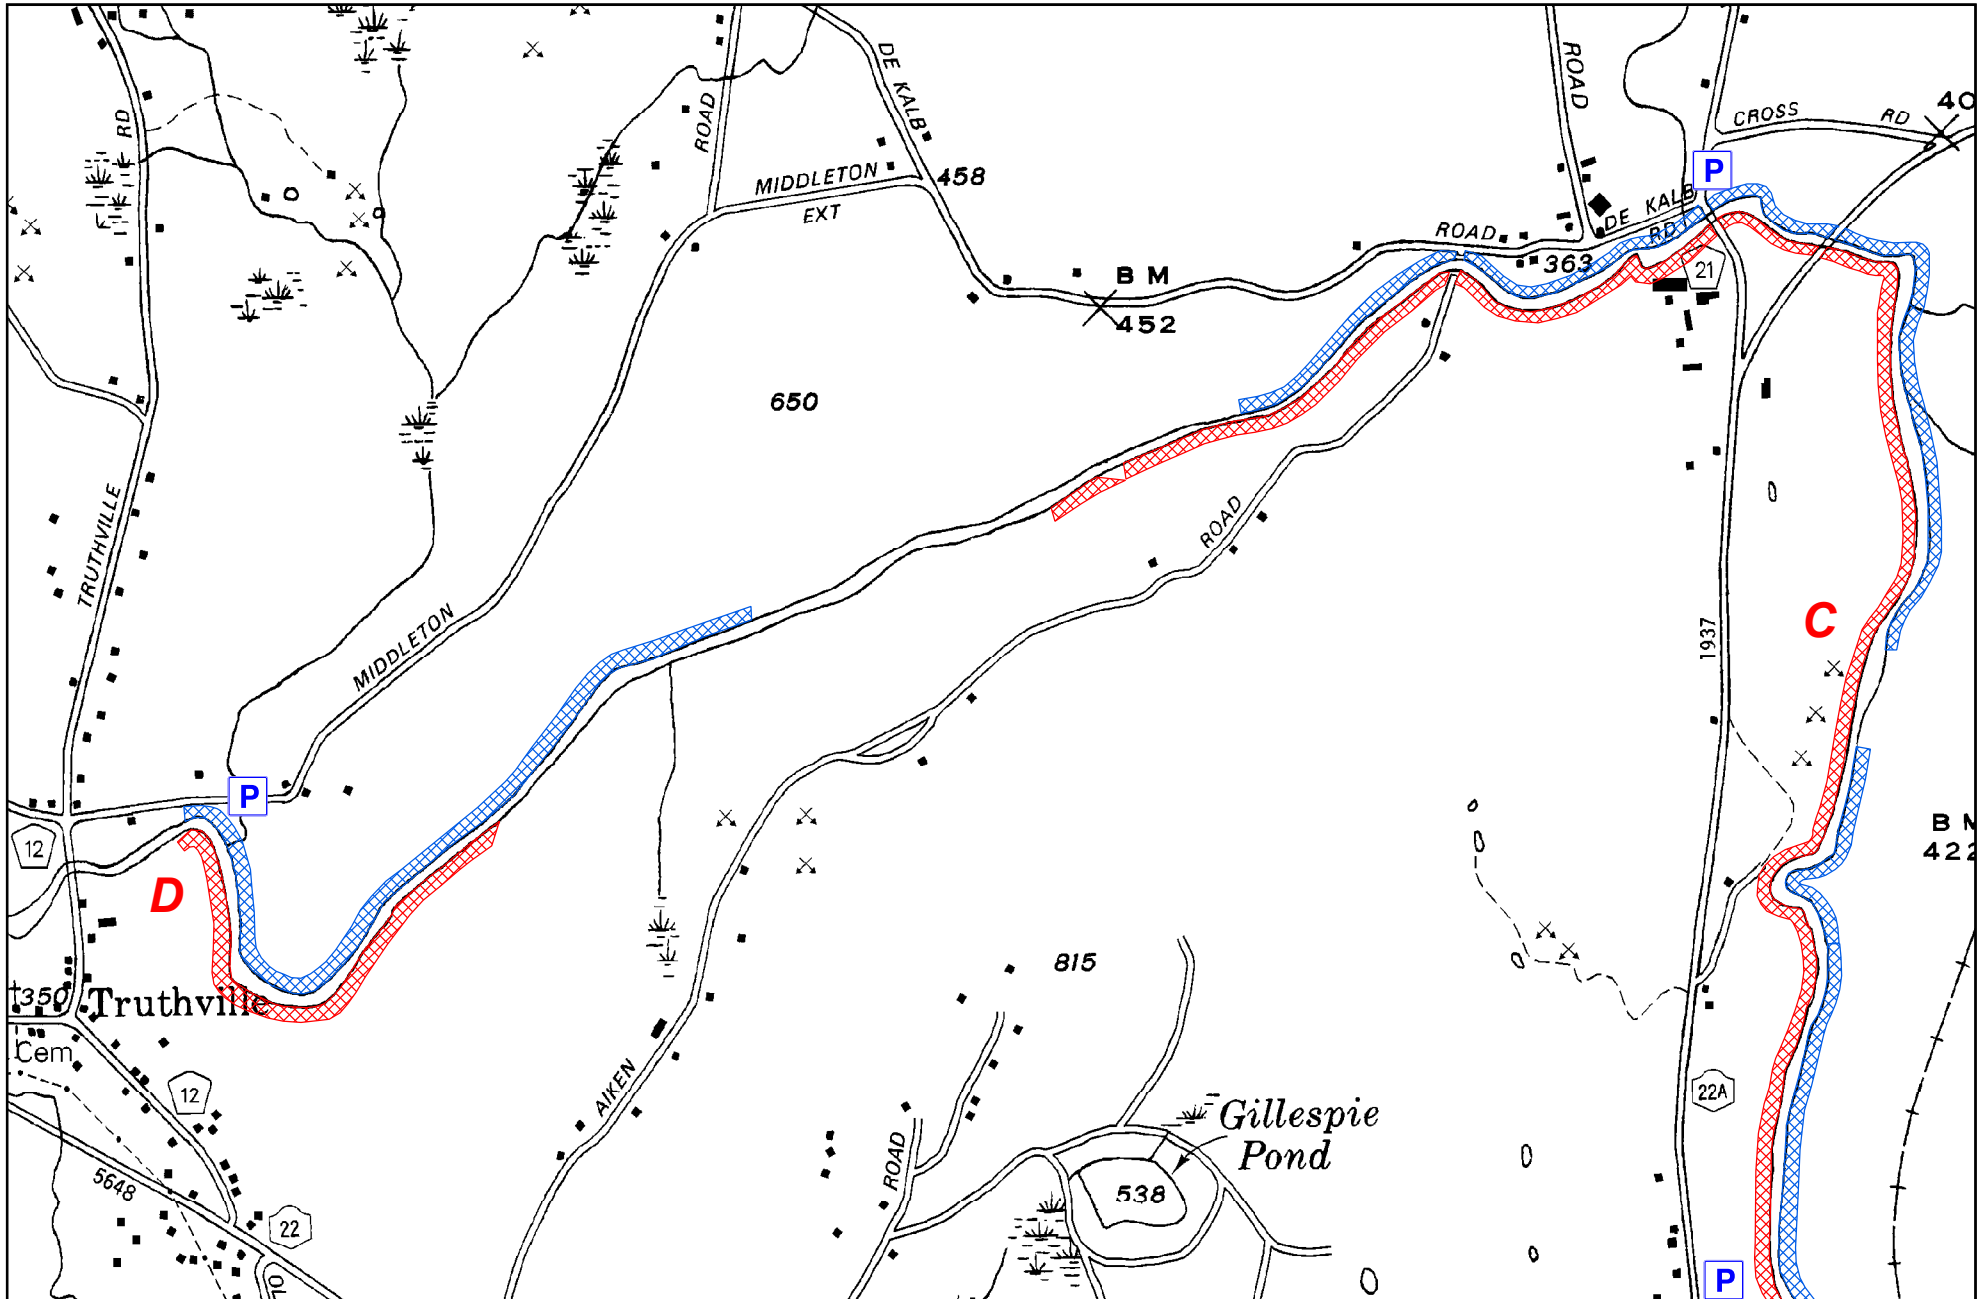 RD
ROAD
DE KALB
ROAD
CROSS
RD
40
P
MIDDLETON
EXT
458
DE KALB
RD
ROAD
363
21
B M
452
650
TRUTHVILLE
ROAD
MIDDLETON
1937
C
P
12
D
B M
422
815
350
Truthville
Cem
12
AIKEN
22A
Gillespie
Pond
ROAD
538
5648
22
OL
P